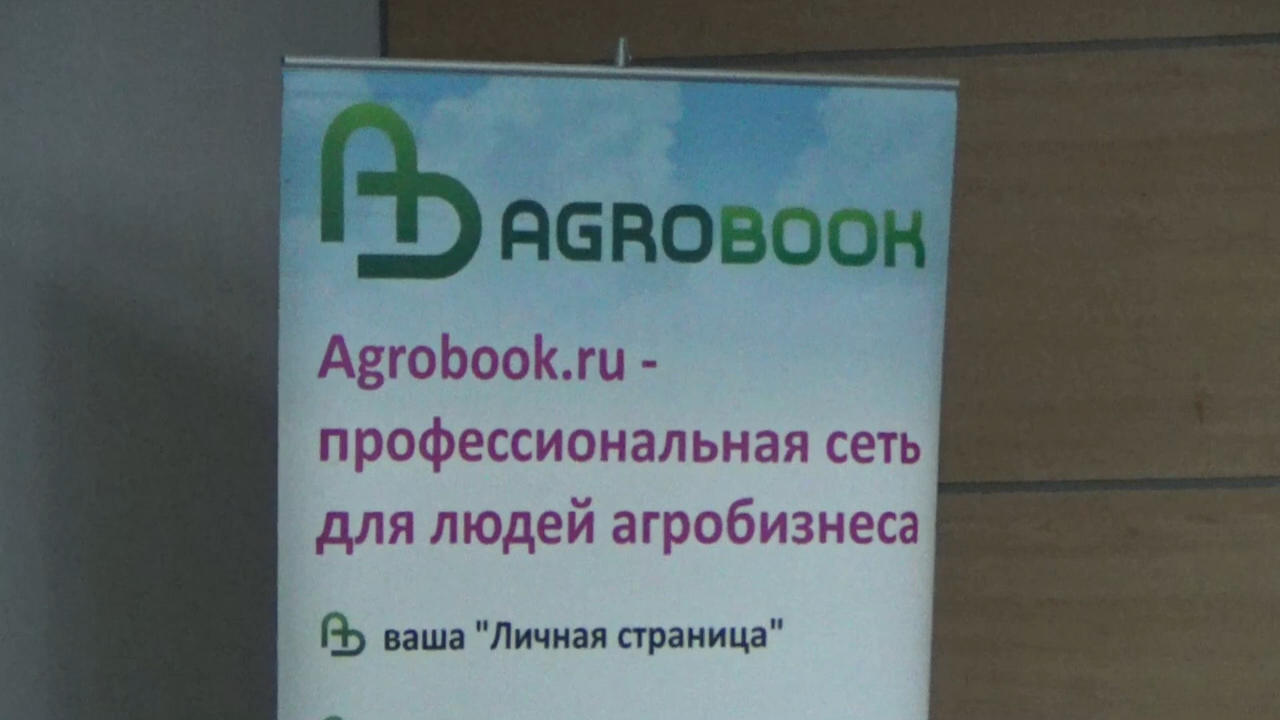 AGROBOOK
Agrobook.ru -
профессиональная сеть
для людей агробизнеса
ваша "Личная страница"